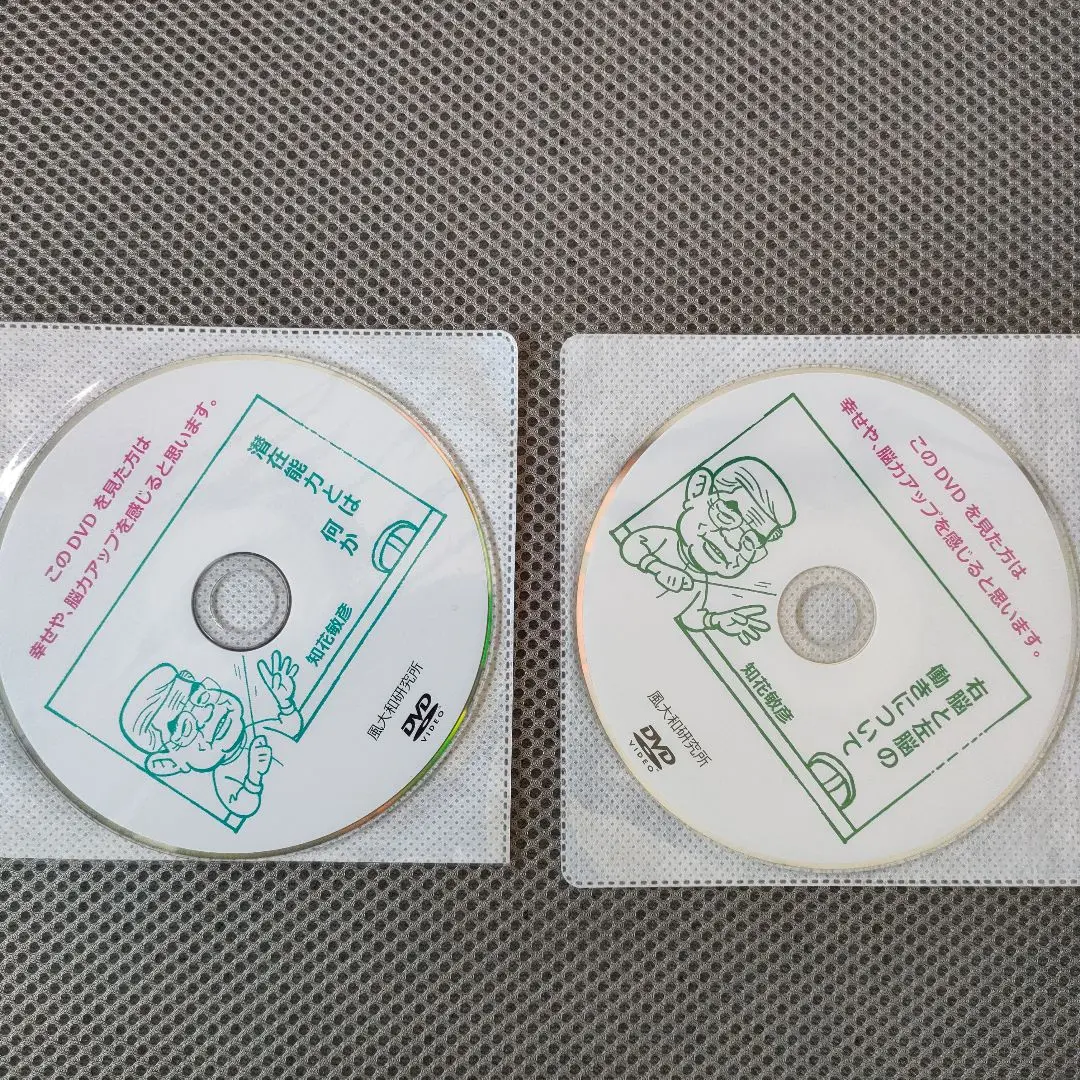 このDVDを見た方は
幸せや、脳力アップを感じると思います。
潜在能力とは
何か
知花敏彦
風大和研究所
DVD
VIDEO
このDVDを見た方は
幸せや、脳力アップを感じると思います。
右脳と左脳の
働きについて
知花敏彦
風大和研究所
DVD
VIDEO